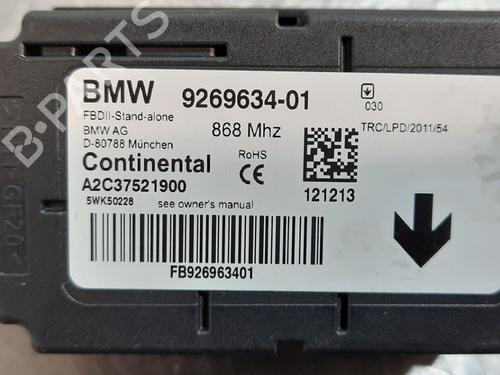 BMW 9269634-01
FBDII-Stand-alone
BMW AG
D-80788 München
868 Mhz
030
TRC/LPD/2011/54
Continental
RoHS
CE
A2C37521900
5WK50228
see owner's manual
121213
FB926963401
B-PARTS